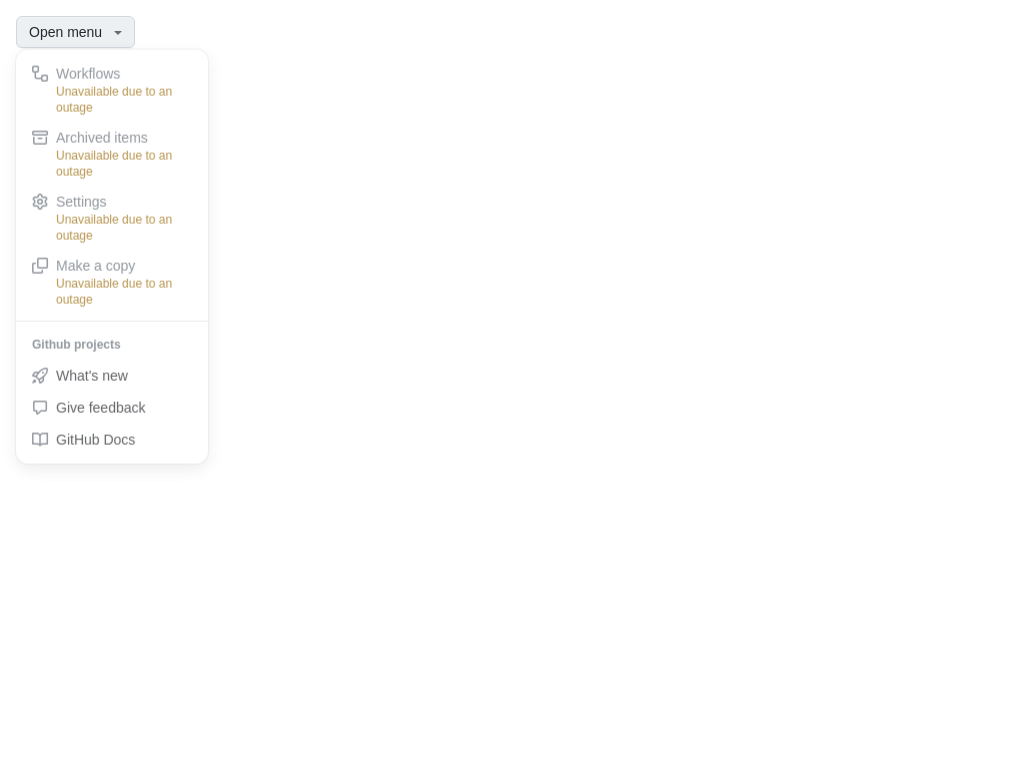 Open menu
Workflows
Unavailable due to an
outage
Archived items
Unavailable due to an
outage
Settings
Unavailable due to an
outage
Make a copy
Unavailable due to an
outage
Github projects
What's new
Give feedback
GitHub Docs